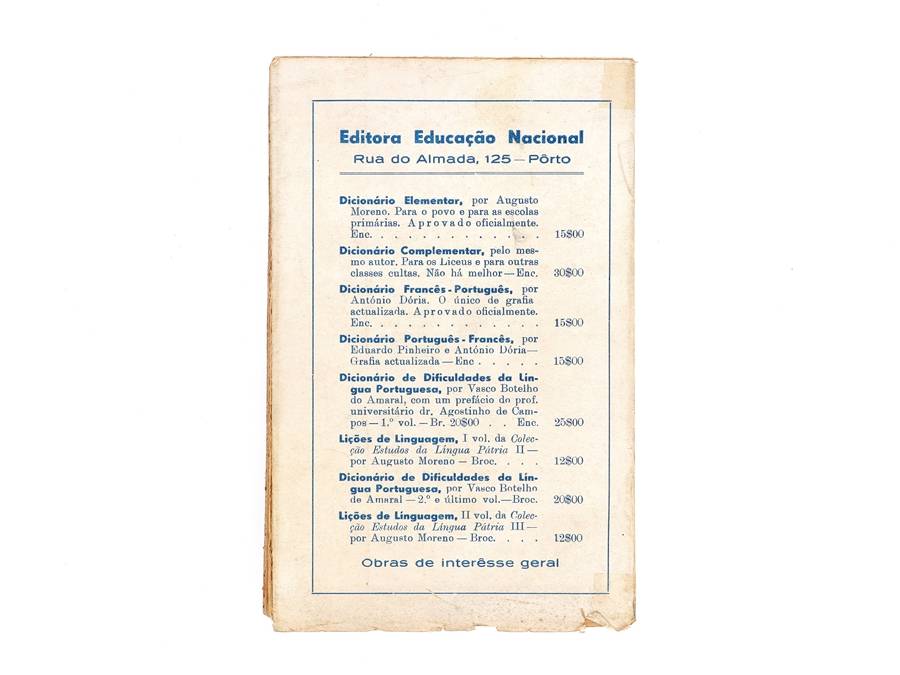 Editora Educação Nacional
Rua do Almada, 125 — Pôrto
Dicionário Elementar, por Augusto
Moreno. Para o povo e para as escolas
primárias. Aprovado oficialmente.
Enc. . . . . . . . . . . . . 15$00
Dicionário Complementar, pelo mes-
mo autor. Para os Liceus e para outras
classes cultas. Não há melhor — Enc. 30$00
Dicionário Francês - Português, por
António Dória. O único de grafia
actualizada. Aprovado oficialmente.
Enc. . . . . . . . . . . . . 15$00
Dicionário Português - Francês, por
Eduardo Pinheiro e António Dória—
Grafia actualizada — Enc . . . . . 15$00
Dicionário de Dificuldades da Lín-
gua Portuguesa, por Vasco Botelho
do Amaral, com um prefácio do prof.
universitário dr. Agostinho de Cam-
pos — 1.º vol. — Br. 20$00 . . Enc. 25$00
Lições de Linguagem, I vol. da Colec-
ção Estudos da Língua Pátria II —
por Augusto Moreno — Broc. . . . 12$00
Dicionário de Dificuldades da Lín-
gua Portuguesa, por Vasco Botelho
de Amaral — 2.º e último vol.—Broc. 20$00
Lições de Linguagem, II vol. da Colec-
ção Estudos da Língua Pátria III —
por Augusto Moreno — Broc. . . . 12$00
Obras de interêsse geral